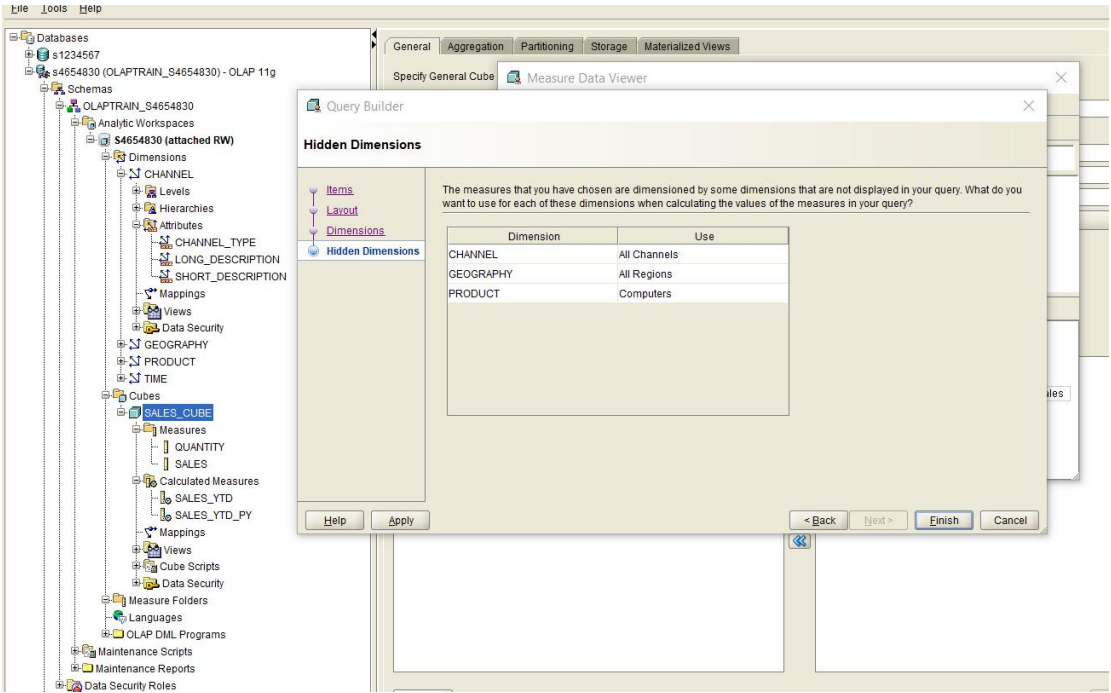 File Tools Help
Databases
s1234567
s4654830 (OLAPTRAIN_S4654830) - OLAP 11g
Schemas
OLAPTRAIN_S4654830
Analytic Workspaces
S4654830 (attached RW)
Dimensions
CHANNEL
Levels
Hierarchies
Attributes
CHANNEL_TYPE
LONG_DESCRIPTION
SHORT_DESCRIPTION
Mappings
Views
Data Security
GEOGRAPHY
PRODUCT
TIME
Cubes
SALES_CUBE
Measures
QUANTITY
SALES
Calculated Measures
SALES_YTD
SALES_YTD_PY
Mappings
Views
Cube Scripts
Data Security
Measure Folders
Languages
OLAP DML Programs
Maintenance Scripts
Maintenance Reports
Data Security Roles
General Aggregation Partitioning Storage Materialized Views
Specify General Cube
Measure Data Viewer
Query Builder
Hidden Dimensions
Items
Layout
Dimensions
Hidden Dimensions
The measures that you have chosen are dimensioned by some dimensions that are not displayed in your query. What do you
want to use for each of these dimensions when calculating the values of the measures in your query?
Dimension Use
CHANNEL All Channels
GEOGRAPHY All Regions
PRODUCT Computers
ales
Help Apply < Back Next > Finish Cancel